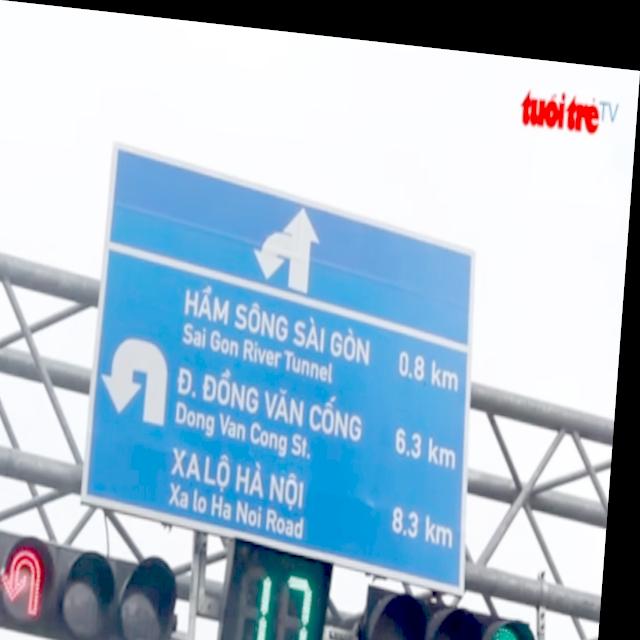 tuổi trẻ TV
HẦM SÔNG SÀI GÒN
Sai Gon River Tunnel
0.8 km
Đ. ĐỒNG VĂN CỐNG
Dong Van Cong St.
6.3 km
XA LỘ HÀ NỘI
Xa lo Ha Noi Road
8.3 km
17